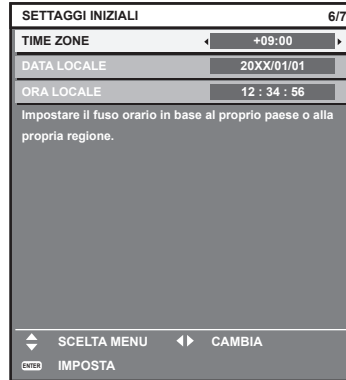 SETTAGGI INIZIALI 6/7
TIME ZONE +09:00
DATA LOCALE 20XX/01/01
ORA LOCALE 12 : 34 : 56
Impostare il fuso orario in base al proprio paese o alla
propria regione.
SCELTA MENU CAMBIA
ENTER IMPOSTA